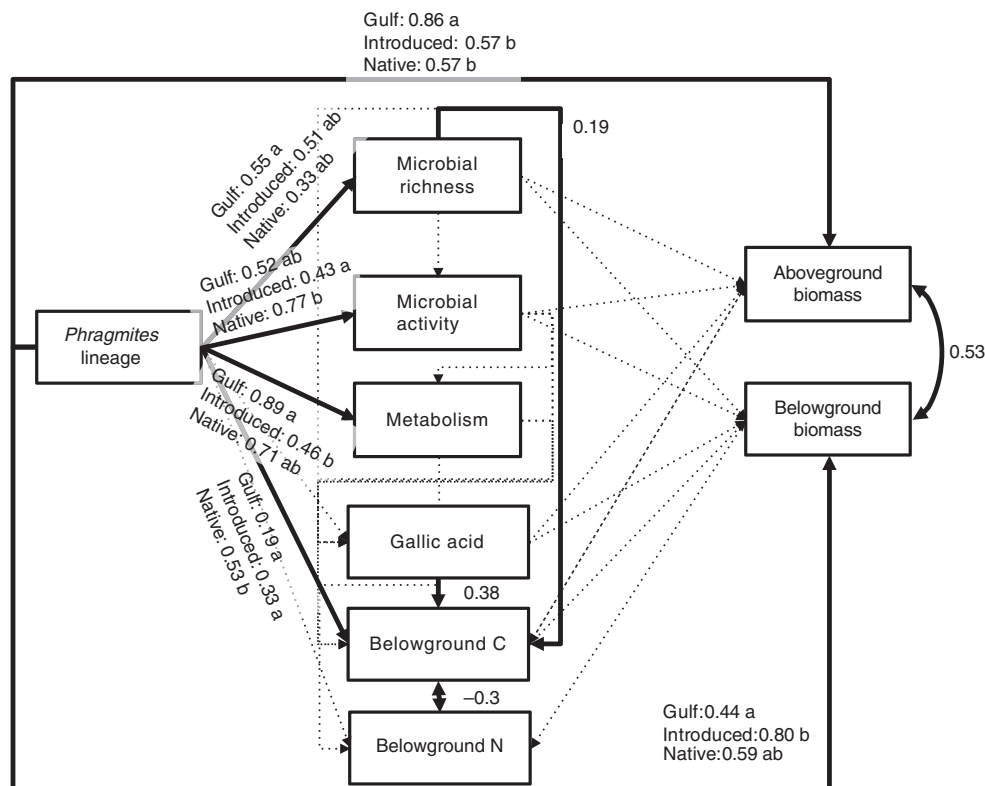 Gulf: 0.86 a
Introduced: 0.57 b
Native: 0.57 b
0.19
Gulf: 0.55 a
Introduced: 0.51 ab
Native: 0.33 ab
Microbial
richness
Gulf: 0.52 ab
Introduced: 0.43 a
Native: 0.77 b
Microbial
activity
Aboveground
biomass
Phragmites
lineage
0.53
Gulf: 0.89 a
Introduced: 0.46 b
Native: 0.71 ab
Metabolism
Belowground
biomass
Gulf: 0.19 a
Introduced: 0.33 a
Native: 0.53 b
Gallic acid
0.38
Belowground C
–0.3
Belowground N
Gulf:0.44 a
Introduced:0.80 b
Native:0.59 ab